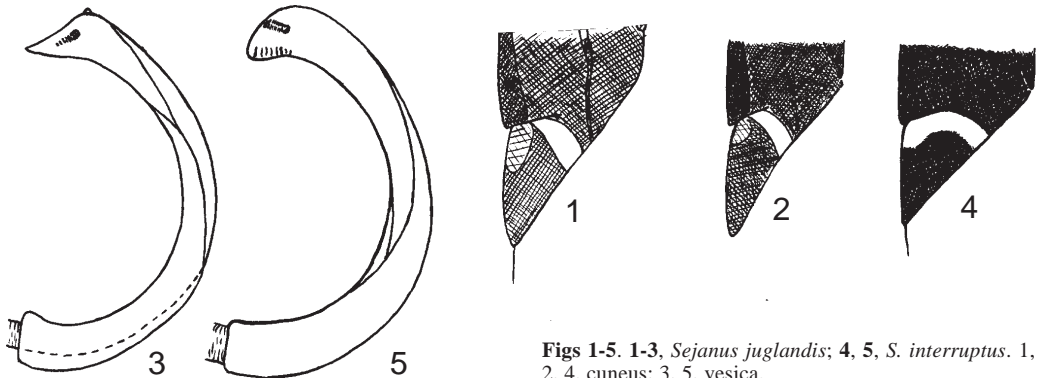 1
2
4
3
5
Figs 1-5. 1-3, Sejanus juglandis; 4, 5, S. interruptus. 1,
2, 4, cuneus; 3, 5, vesica